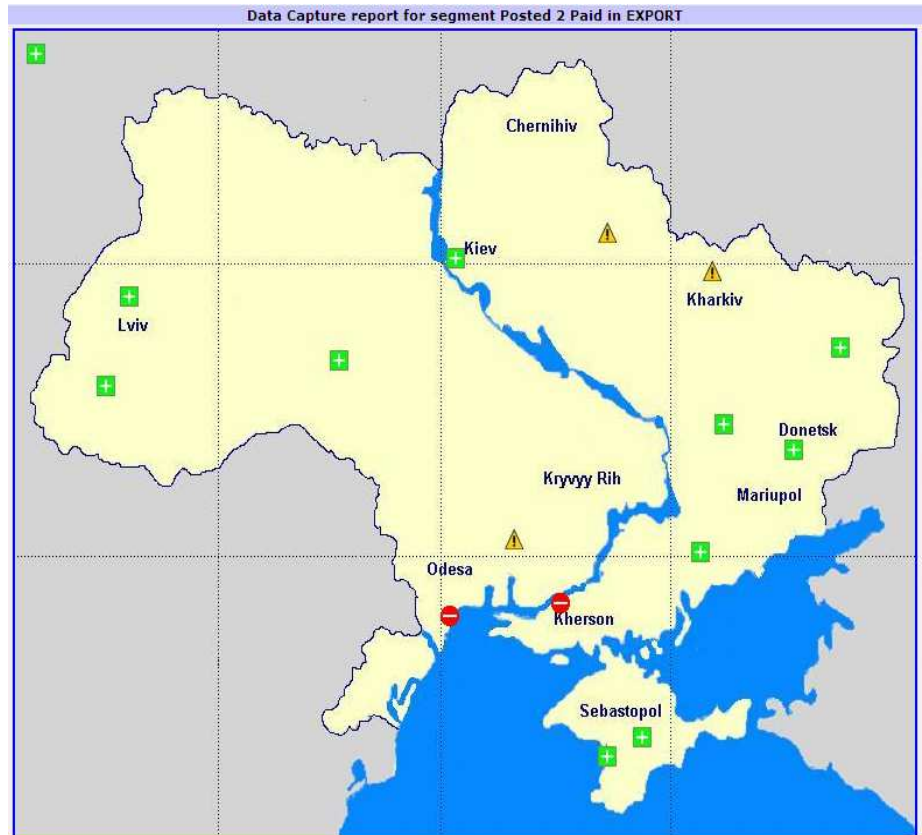 Data Capture report for segment Posted 2 Paid in EXPORT
Chernihiv
Kiev
Kharkiv
Lviv
Donetsk
Kryvyy Rih
Mariupol
Odesa
Kherson
Sebastopol